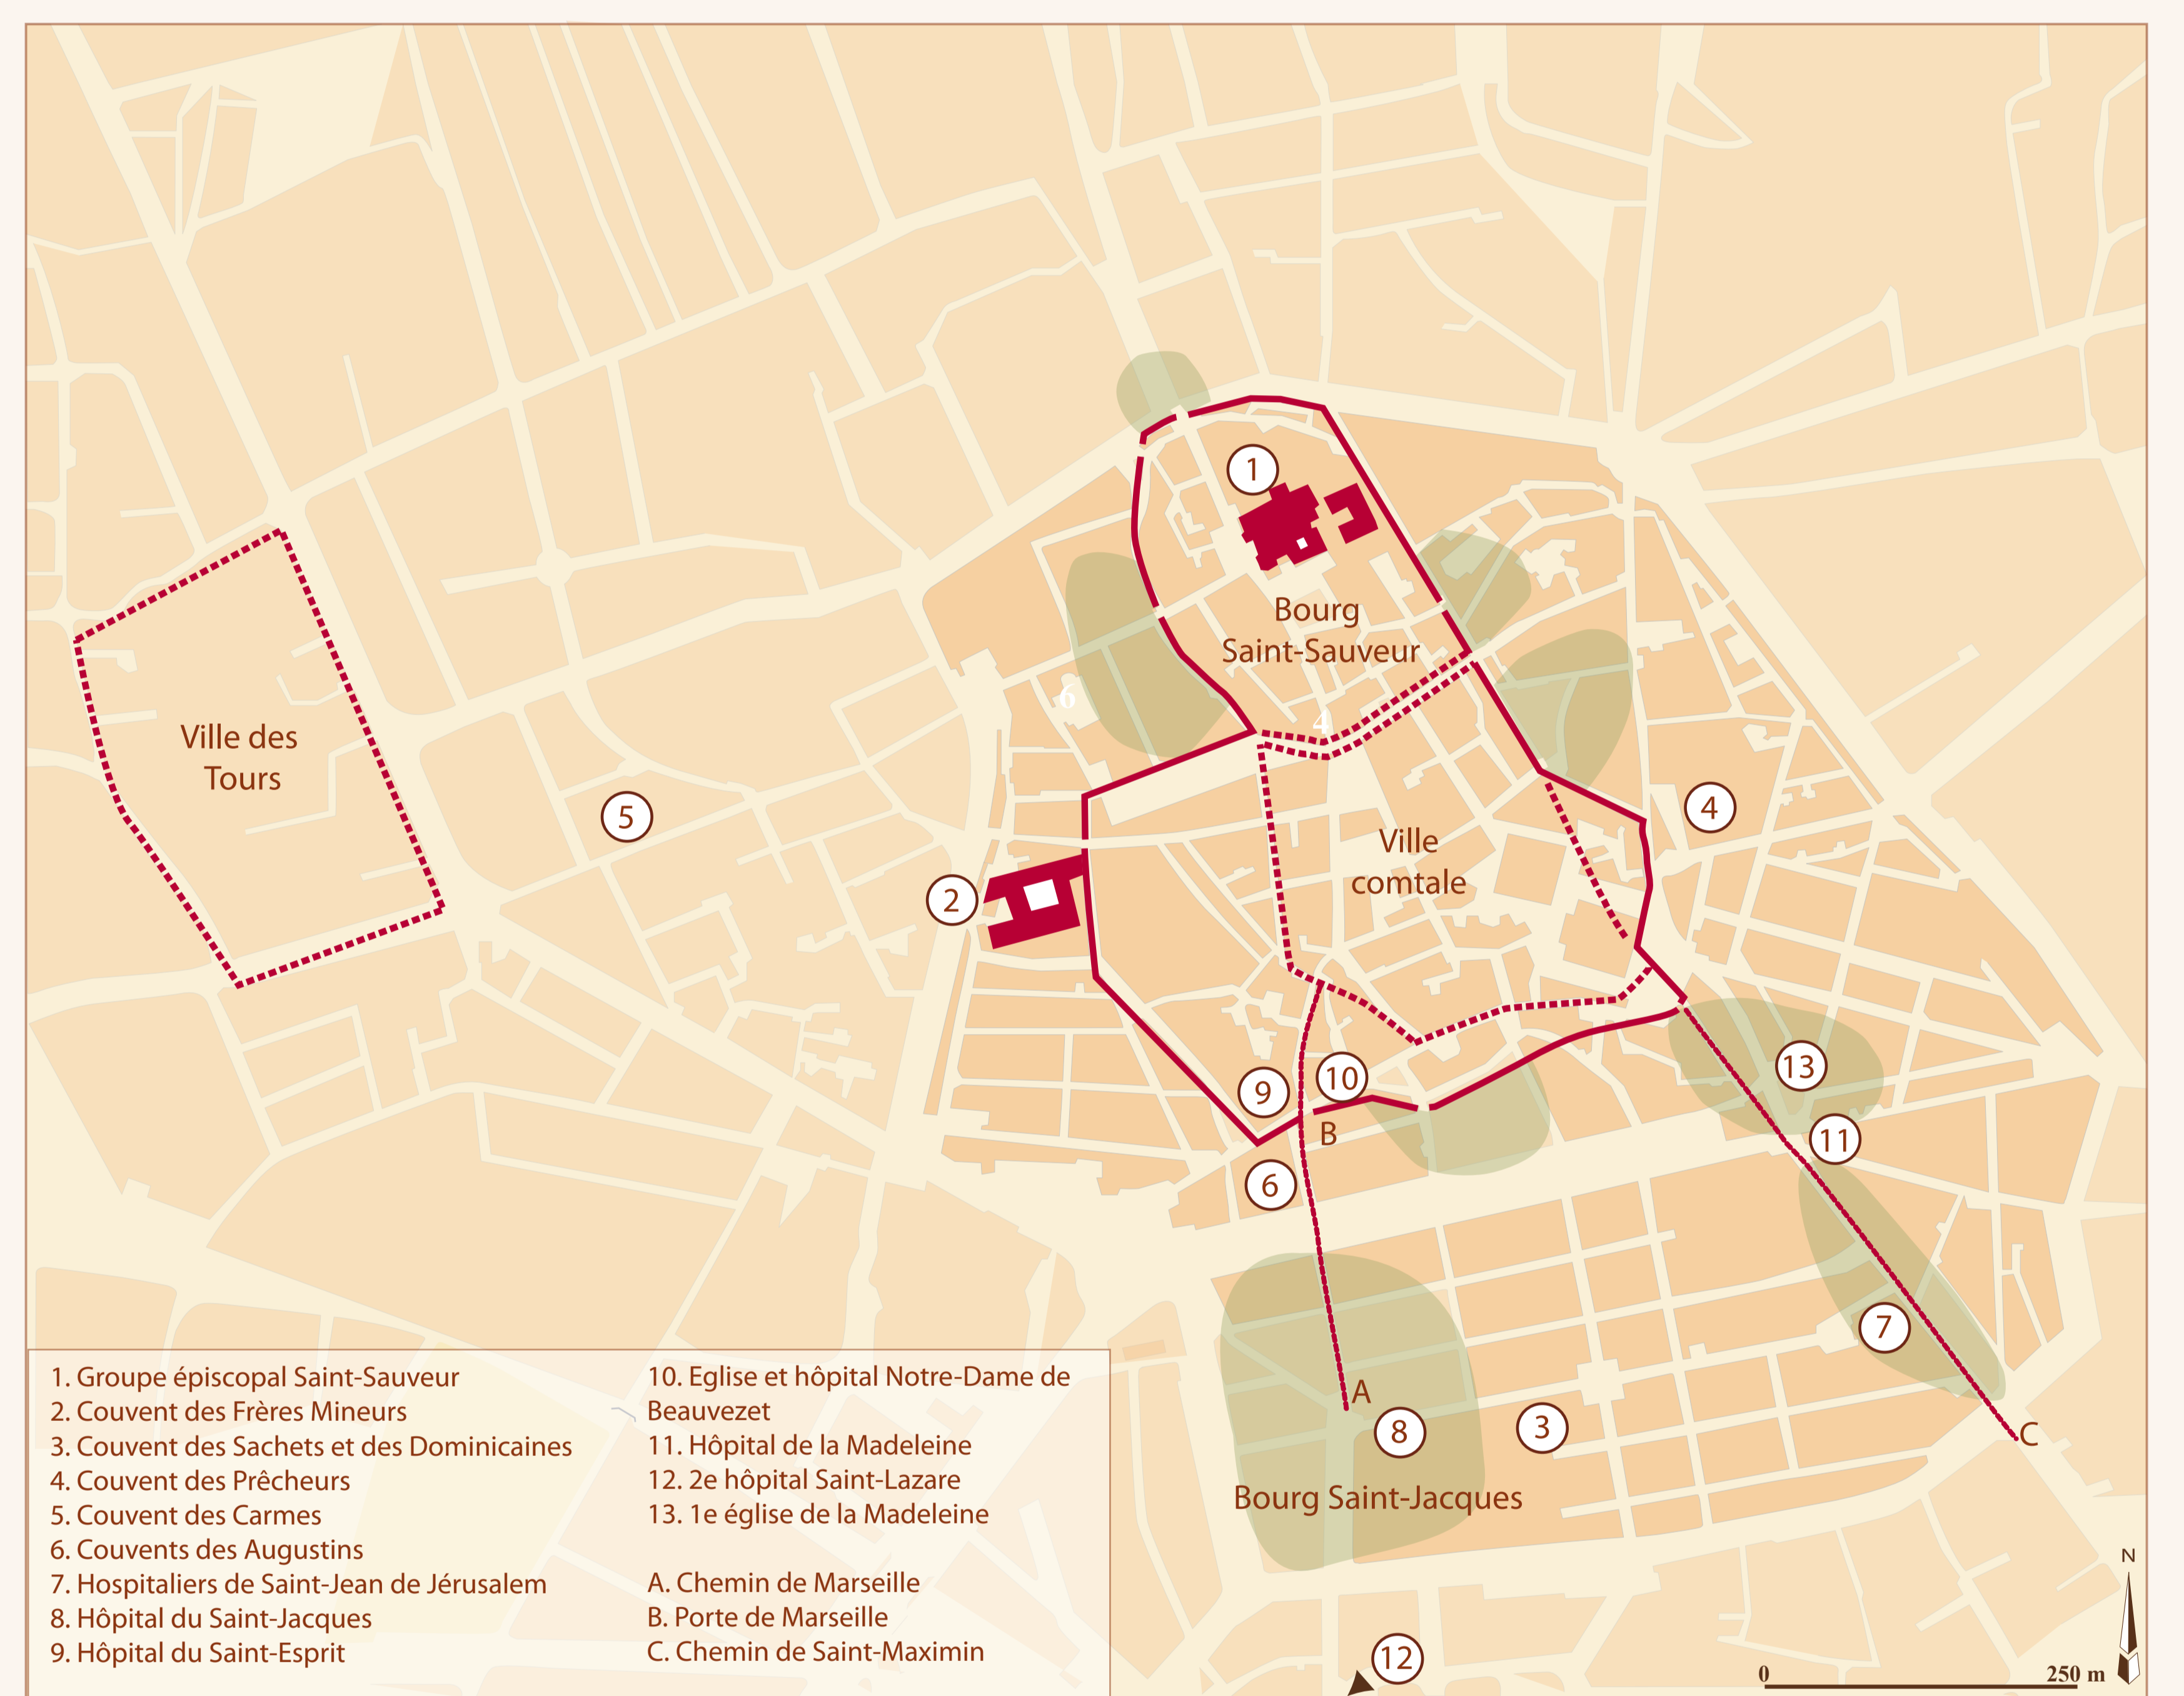 1
Bourg
Saint-Sauveur
6
4
Ville des
Tours
5
4
Ville
comtale
2
13
10
9
11
B
6
7
A
8
3
C
Bourg Saint-Jacques
12
N
0
250 m
1. Groupe épiscopal Saint-Sauveur
2. Couvent des Frères Mineurs
3. Couvent des Sachets et des Dominicaines
4. Couvent des Prêcheurs
5. Couvent des Carmes
6. Couvents des Augustins
7. Hospitaliers de Saint-Jean de Jérusalem
8. Hôpital du Saint-Jacques
9. Hôpital du Saint-Esprit
10. Eglise et hôpital Notre-Dame de
Beauvezet
11. Hôpital de la Madeleine
12. 2e hôpital Saint-Lazare
13. 1e église de la Madeleine
A. Chemin de Marseille
B. Porte de Marseille
C. Chemin de Saint-Maximin